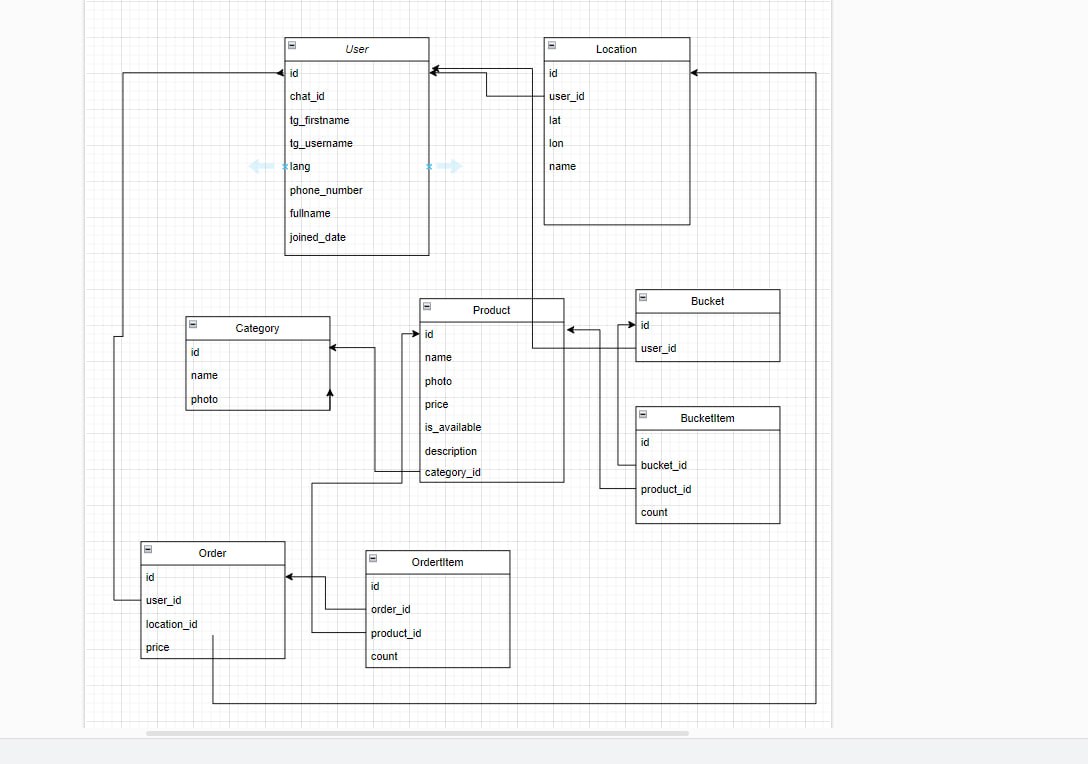 User
id
chat_id
tg_firstname
tg_username
lang
phone_number
fullname
joined_date
Location
id
user_id
lat
lon
name
Category
id
name
photo
Product
id
name
photo
price
is_available
description
category_id
Bucket
id
user_id
BucketItem
id
bucket_id
product_id
count
Order
id
user_id
location_id
price
OrdertItem
id
order_id
product_id
count